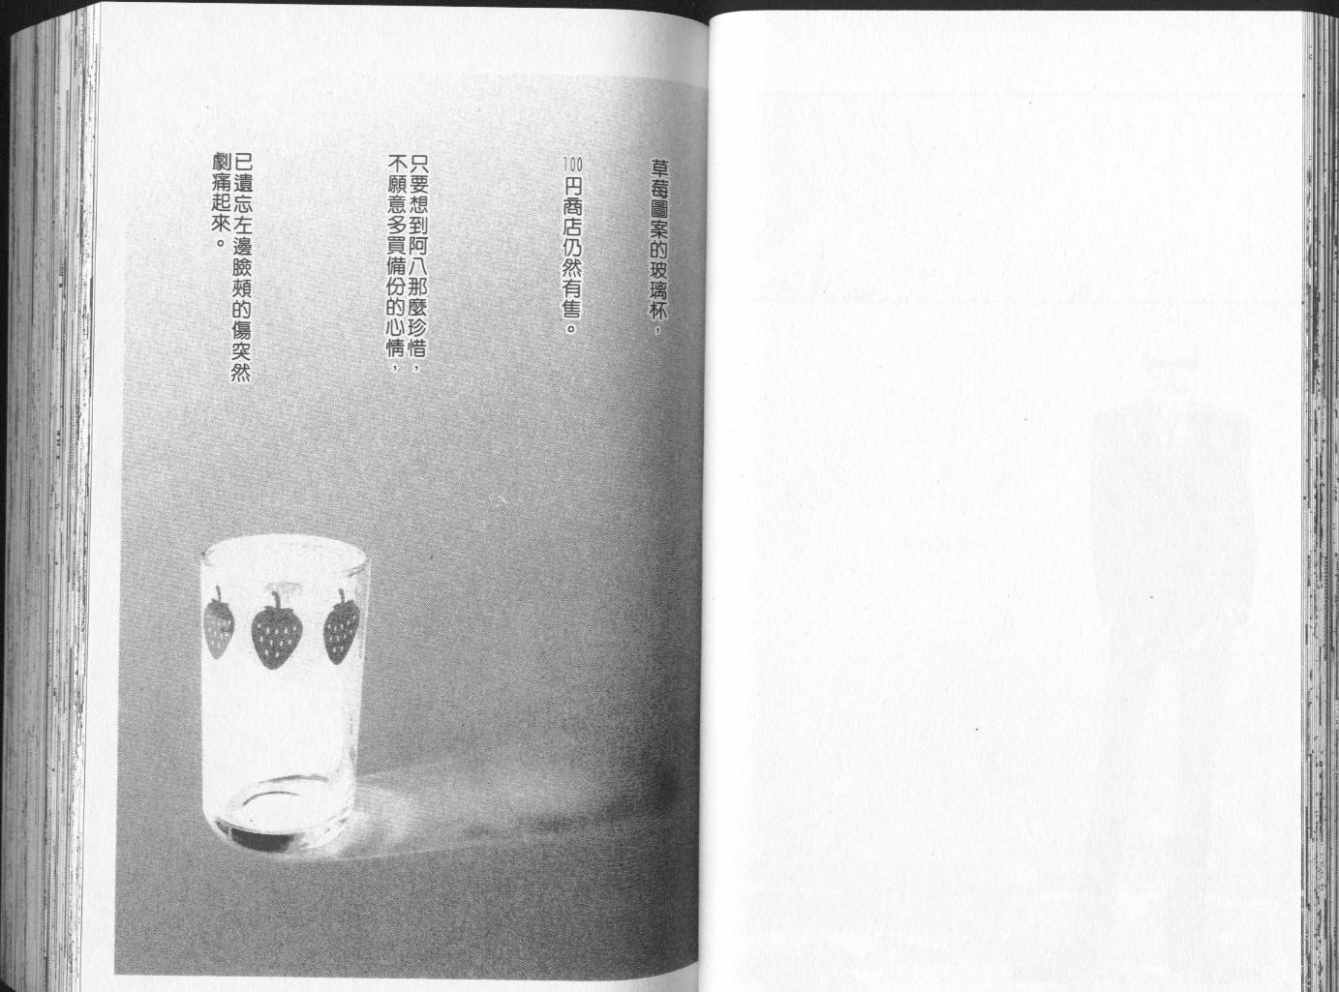 草莓圖案的玻璃杯，
100円商店仍然有售。
只要想到阿八那麼珍惜，
不願意多買備份的心情，
已遺忘左邊臉頰的傷突然
劇痛起來。